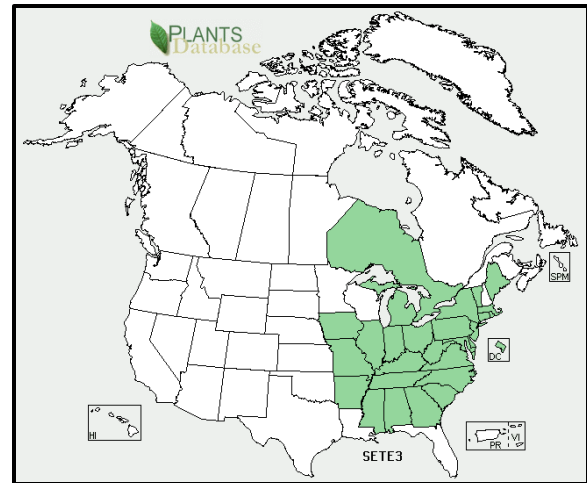 PLANTS
Database
SPM
DC
HI
PR
VI
SETE3